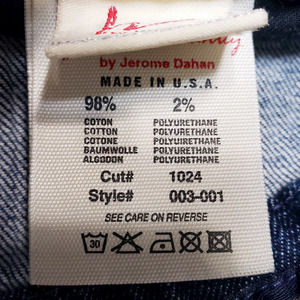 by Jerome Dahan
MADE IN U.S.A.
98% 2%
COTON POLYURETHANE
COTTON POLYURETHANE
COTONE POLYUIRETHANE
BAUMWOLLE POLYURETHANE
ALGODON POLYURETHANE
Cut# 1024
Style# 003-001
SEE CARE ON REVERSE
30